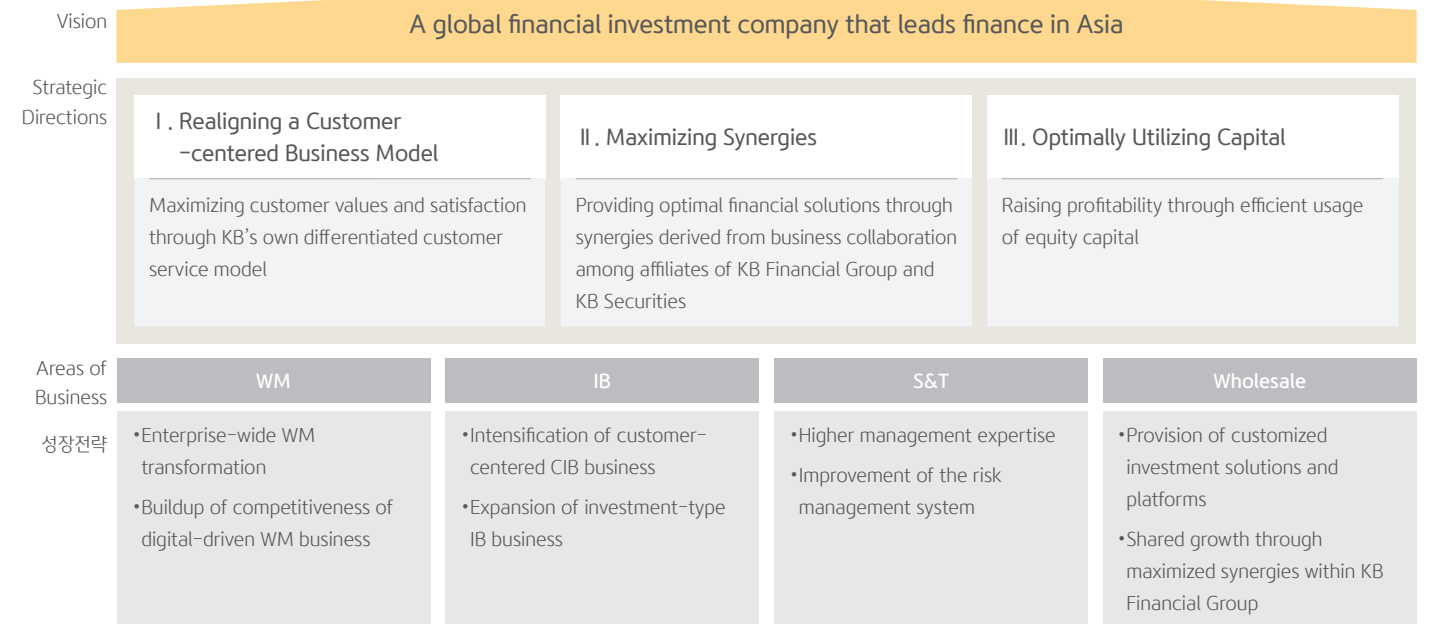 Vision
A global financial investment company that leads finance in Asia
Strategic
Directions
Ⅰ. Realigning a Customer
-centered Business Model
Maximizing customer values and satisfaction
through KB's own differentiated customer
service model
Ⅱ. Maximizing Synergies
Providing optimal financial solutions through
synergies derived from business collaboration
among affiliates of KB Financial Group and
KB Securities
Ⅲ. Optimally Utilizing Capital
Raising profitability through efficient usage
of equity capital
Areas of
Business
WM
IB
S&T
Wholesale
성장전략
•Enterprise-wide WM
transformation
•Buildup of competitiveness of
digital-driven WM business
•Intensification of customer-
centered CIB business
•Expansion of investment-type
IB business
•Higher management expertise
•Improvement of the risk
management system
•Provision of customized
investment solutions and
platforms
•Shared growth through
maximized synergies within KB
Financial Group